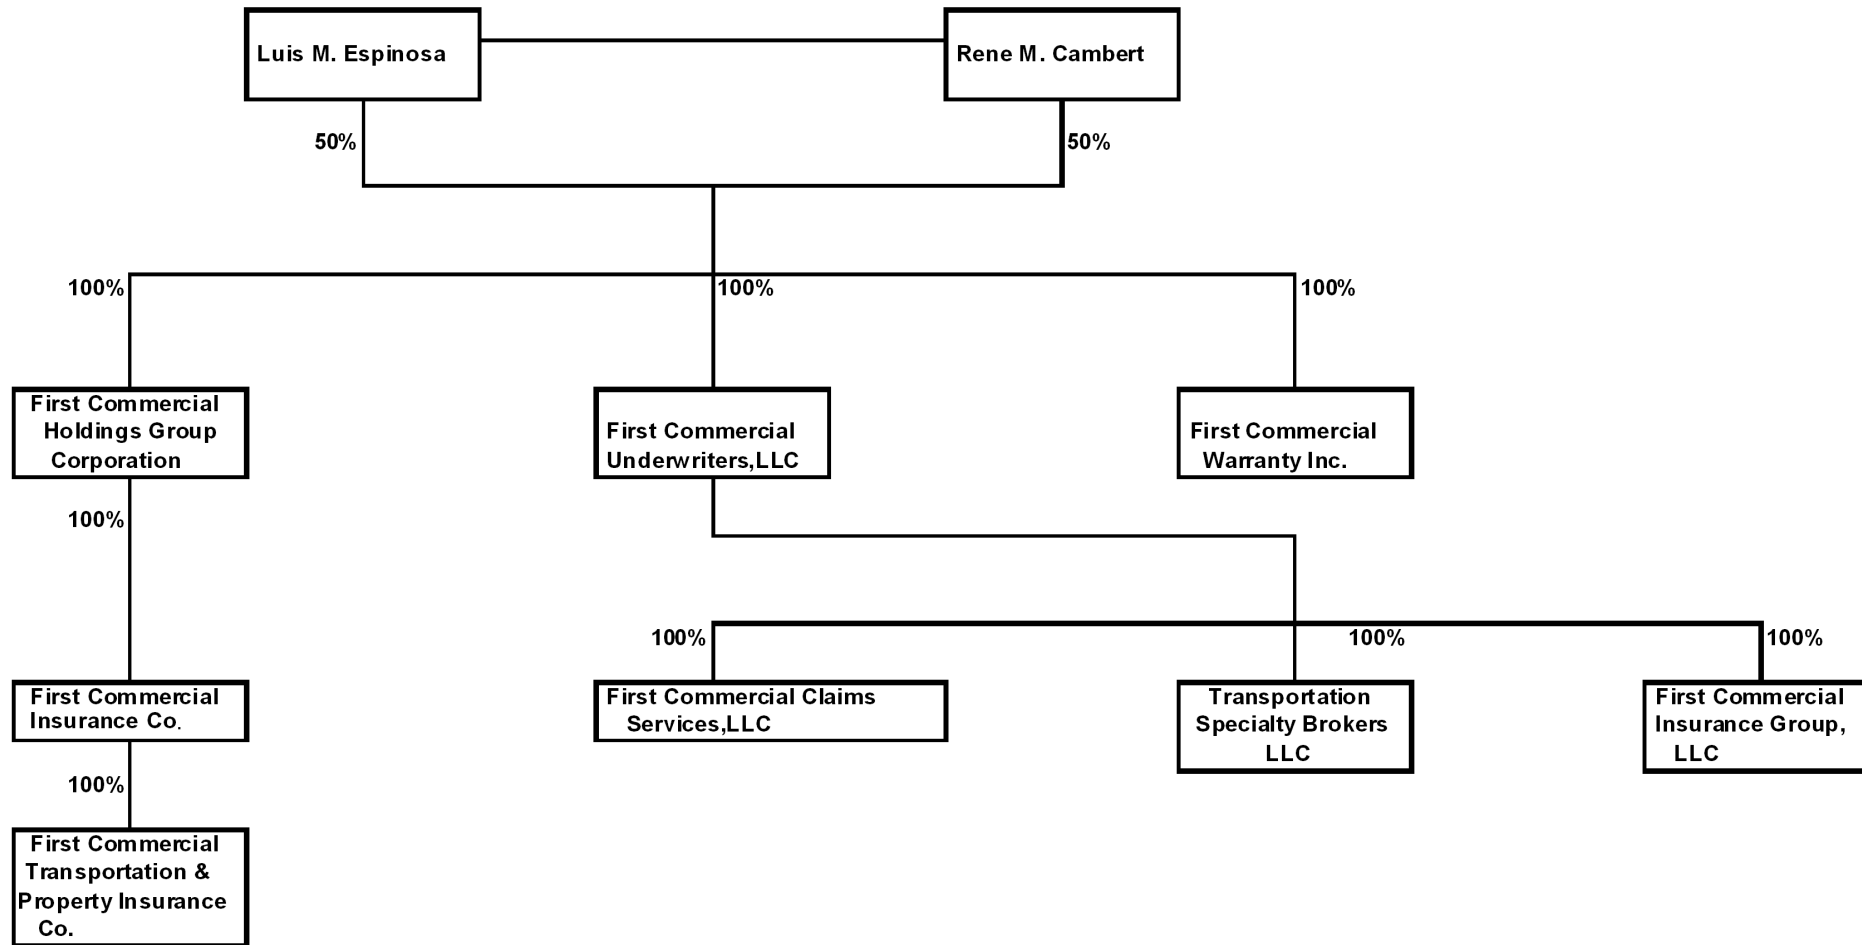 Luis M. Espinosa
Rene M. Cambert
50%
50%
100%
100%
100%
First Commercial
Holdings Group
Corporation
First Commercial
Underwriters,LLC
First Commercial
Warranty Inc.
100%
100%
100%
100%
First Commercial
Insurance Co.
First Commercial Claims
Services,LLC
Transportation
Specialty Brokers
LLC
First Commercial
Insurance Group,
LLC
100%
First Commercial
Transportation &
Property Insurance
Co.